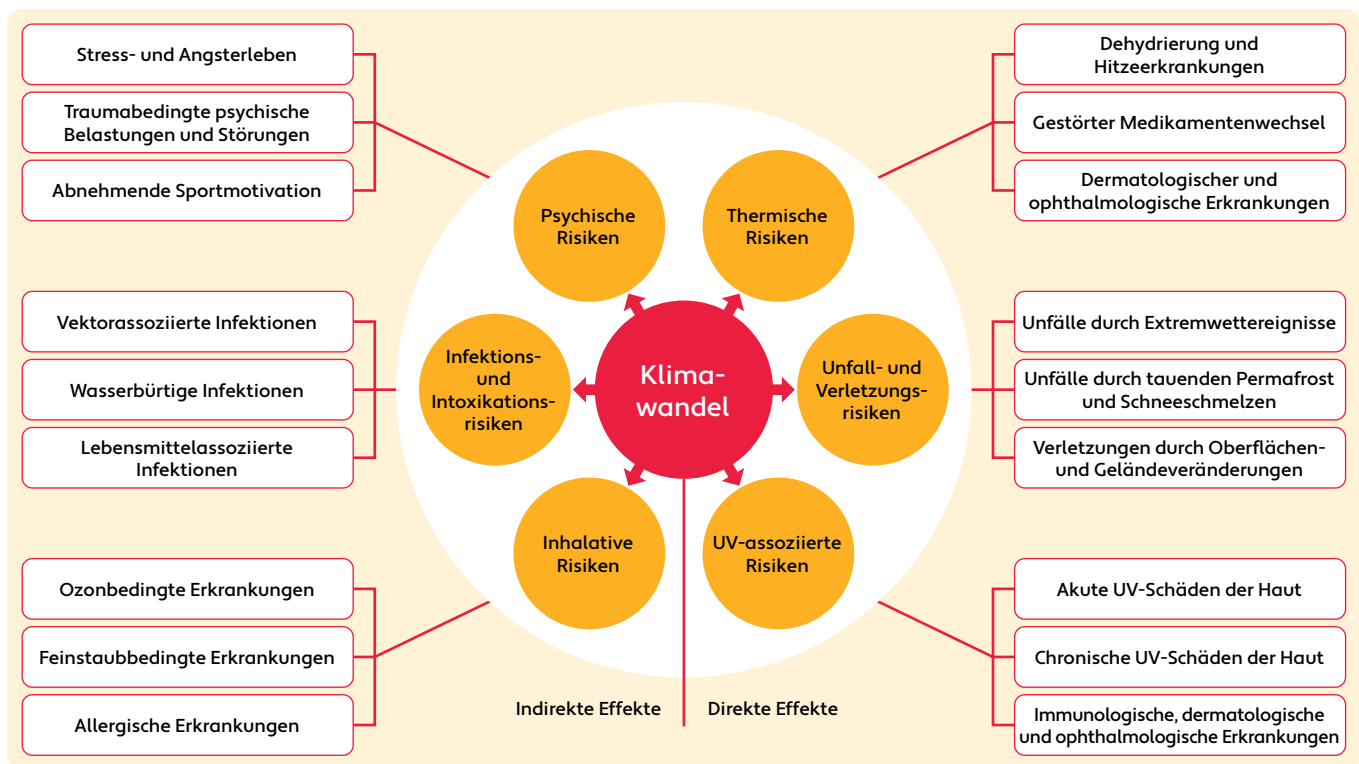 Stress- und Angsterleben
Traumabedingte psychische
Belastungen und Störungen
Abnehmende Sportmotivation
Vektorassoziierte Infektionen
Wasserbürtige Infektionen
Lebensmittelassoziierte
Infektionen
Ozonbedingte Erkrankungen
Feinstaubbedingte Erkrankungen
Allergische Erkrankungen
Psychische
Risiken
Thermische
Risiken
Infektions-
und
Intoxikations-
risiken
Klima-
wandel
Unfall- und
Verletzungs-
risiken
Inhalative
Risiken
UV-assoziierte
Risiken
Indirekte Effekte
Direkte Effekte
Dehydrierung und
Hitzeerkrankungen
Gestörter Medikamentenwechsel
Dermatologischer und
ophthalmologische Erkrankungen
Unfälle durch Extremwettereignisse
Unfälle durch tauenden Permafrost
und Schneeschmelzen
Verletzungen durch Oberflächen-
und Geländeveränderungen
Akute UV-Schäden der Haut
Chronische UV-Schäden der Haut
Immunologische, dermatologische
und ophthalmologische Erkrankungen